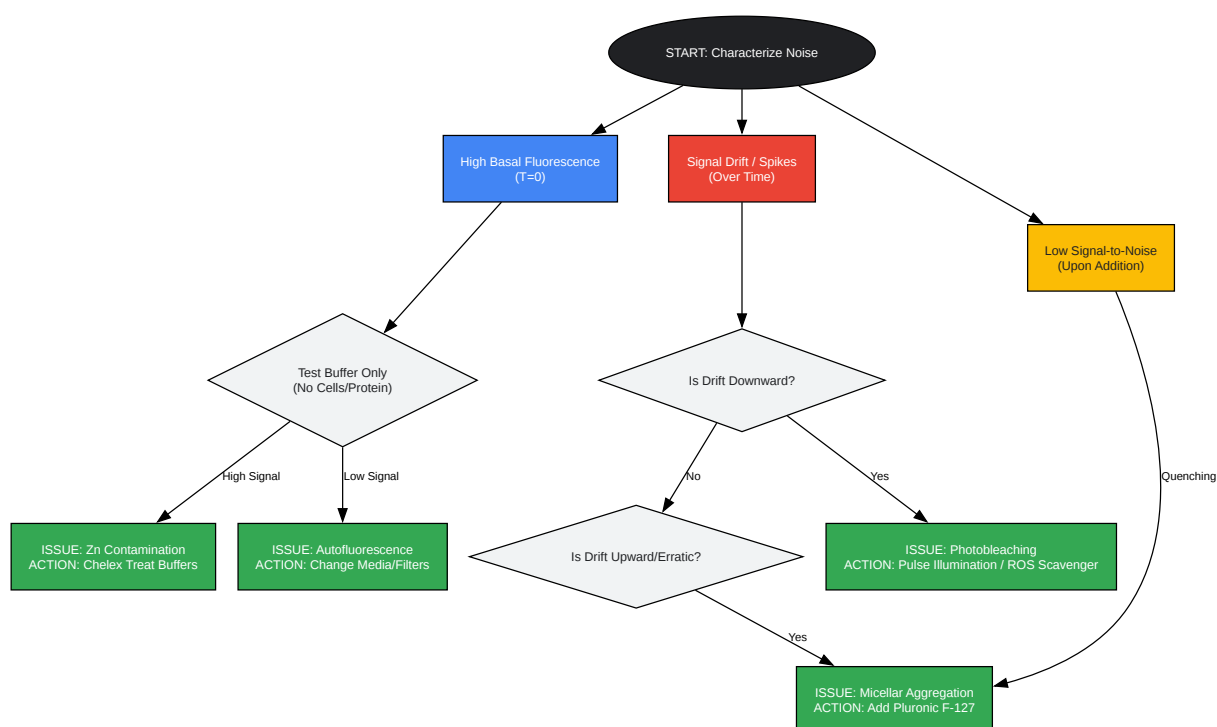 START: Characterize Noise
High Basal Fluorescence
(T=0)
Signal Drift / Spikes
(Over Time)
Low Signal-to-Noise
(Upon Addition)
Test Buffer Only
(No Cells/Protein)
Is Drift Downward?
High Signal
Low Signal
No
Yes
Quenching
ISSUE: Zn Contamination
ACTION: Chelex Treat Buffers
ISSUE: Autofluorescence
ACTION: Change Media/Filters
Is Drift Upward/Erratic?
ISSUE: Photobleaching
ACTION: Pulse Illumination / ROS Scavenger
Yes
ISSUE: Micellar Aggregation
ACTION: Add Pluronic F-127